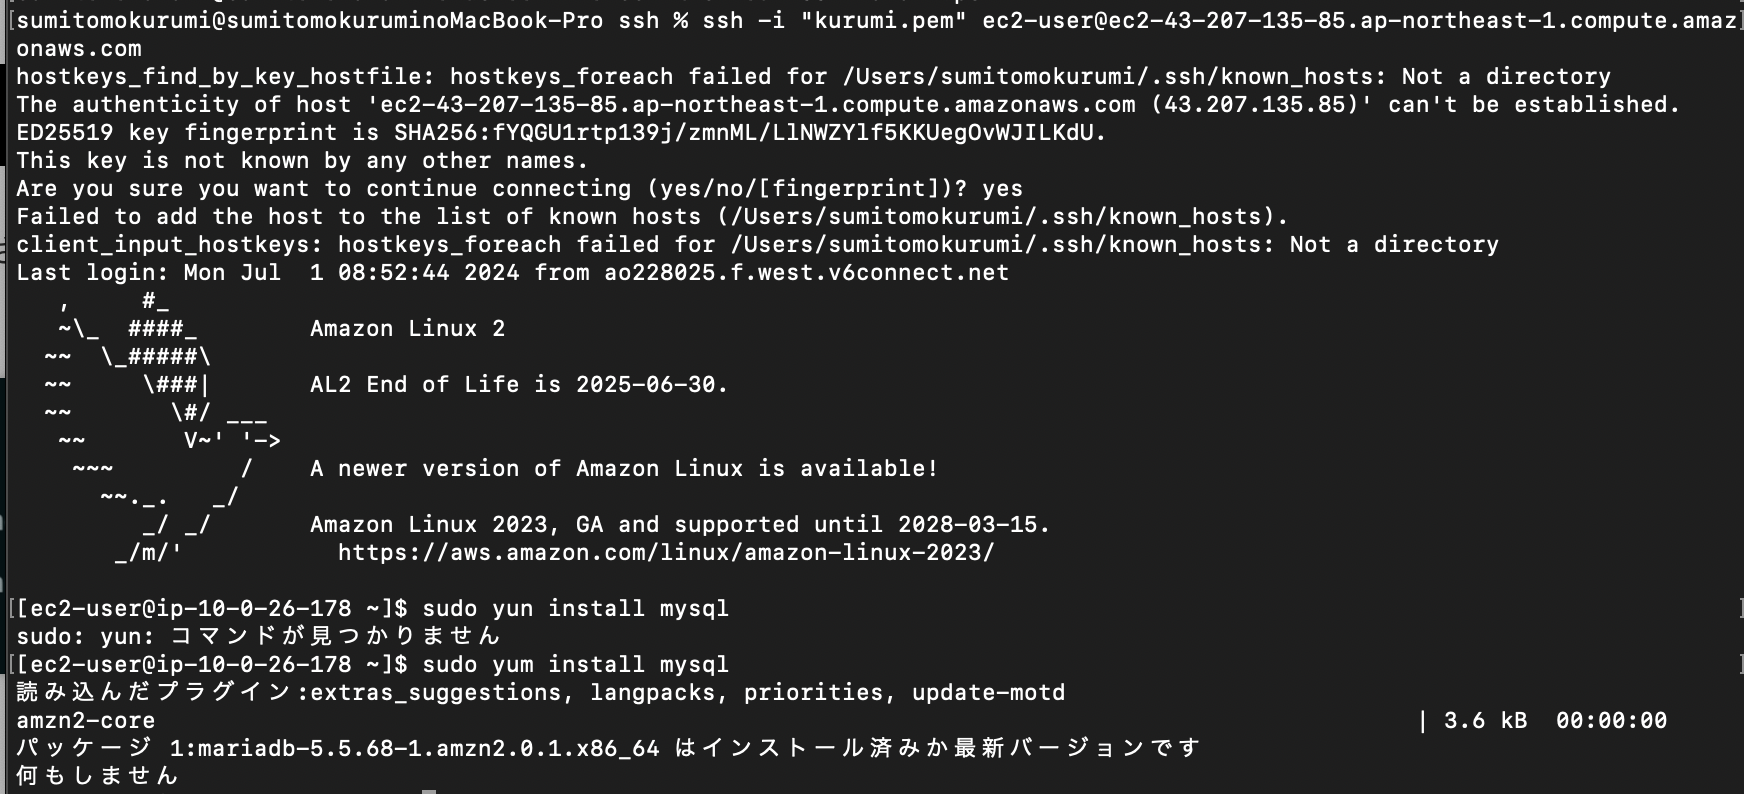 [sumitomokurumi@sumitomokuruminoMacBook-Pro ssh % ssh -i "kurumi.pem" ec2-user@ec2-43-207-135-85.ap-northeast-1.compute.amaz]
onaws.com
hostkeys_find_by_key_hostfile: hostkeys_foreach failed for /Users/sumitomokurumi/.ssh/known_hosts: Not a directory
The authenticity of host 'ec2-43-207-135-85.ap-northeast-1.compute.amazonaws.com (43.207.135.85)' can't be established.
ED25519 key fingerprint is SHA256:fYQGU1rtp139j/zmnML/LlNWZYlf5KKUegOvWJILKdU.
This key is not known by any other names.
Are you sure you want to continue connecting (yes/no/[fingerprint])? yes
Failed to add the host to the list of known hosts (/Users/sumitomokurumi/.ssh/known_hosts).
client_input_hostkeys: hostkeys_foreach failed for /Users/sumitomokurumi/.ssh/known_hosts: Not a directory
Last login: Mon Jul  1 08:52:44 2024 from ao228025.f.west.v6connect.net
   ,     #_
   ~\_  ####_        Amazon Linux 2
  ~~  \_#####\
  ~~     \###|       AL2 End of Life is 2025-06-30.
  ~~       \#/ ___
   ~~       V~' '->
    ~~~         /    A newer version of Amazon Linux is available!
      ~~._.   _/
         _/ _/       Amazon Linux 2023, GA and supported until 2028-03-15.
       _/m/'           https://aws.amazon.com/linux/amazon-linux-2023/
[[ec2-user@ip-10-0-26-178 ~]$ sudo yun install mysql ]
sudo: yun: コマンドが見つかりません
[[ec2-user@ip-10-0-26-178 ~]$ sudo yum install mysql ]
読み込んだプラグイン:extras_suggestions, langpacks, priorities, update-motd
amzn2-core | 3.6 kB  00:00:00
パッケージ 1:mariadb-5.5.68-1.amzn2.0.1.x86_64 はインストール済みか最新バージョンです
何もしません